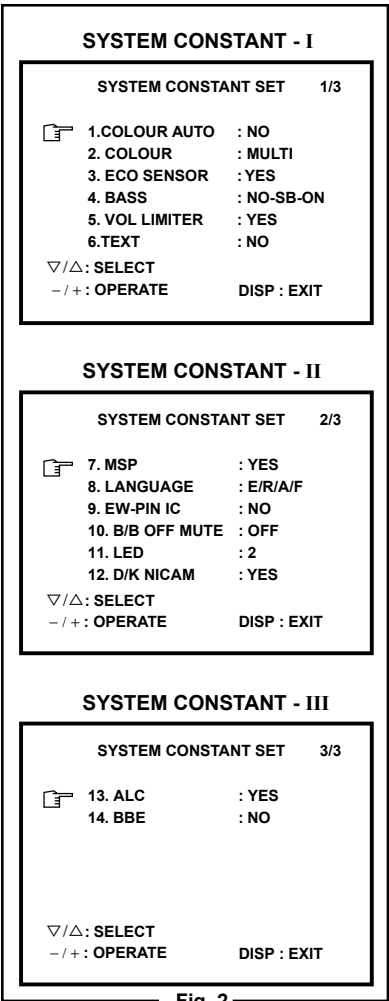 SYSTEM CONSTANT - I
SYSTEM CONSTANT SET 1/3
1.COLOUR AUTO : NO
2. COLOUR : MULTI
3. ECO SENSOR : YES
4. BASS : NO-SB-ON
5. VOL LIMITER : YES
6.TEXT : NO
▽/△: SELECT
– / + : OPERATE DISP : EXIT
SYSTEM CONSTANT - II
SYSTEM CONSTANT SET 2/3
7. MSP : YES
8. LANGUAGE : E/R/A/F
9. EW-PIN IC : NO
10. B/B OFF MUTE : OFF
11. LED : 2
12. D/K NICAM : YES
▽/△: SELECT
– / + : OPERATE DISP : EXIT
SYSTEM CONSTANT - III
SYSTEM CONSTANT SET 3/3
13. ALC : YES
14. BBE : NO
▽/△: SELECT
– / + : OPERATE DISP : EXIT
Fig. 2